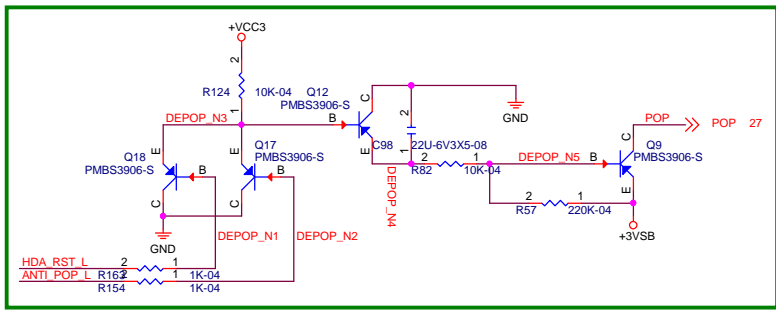 +VCC3
2
R124
10K-04
1
DEPOP_N3
Q12
PMBS3906-S
B
C
E
2
C98
22U-6V3X5-08
1
GND
DEPOP_N4
2
1
R82
10K-04
DEPOP_N5
B
C
E
Q9
PMBS3906-S
POP
POP 27
2
1
R57
220K-04
+3VSB
E
Q18
PMBS3906-S
B
C
E
Q17
PMBS3906-S
B
C
GND
DEPOP_N1
DEPOP_N2
HDA_RST_L
2
1
1K-04
ANTI_POP_L
2
1
R154
1K-04